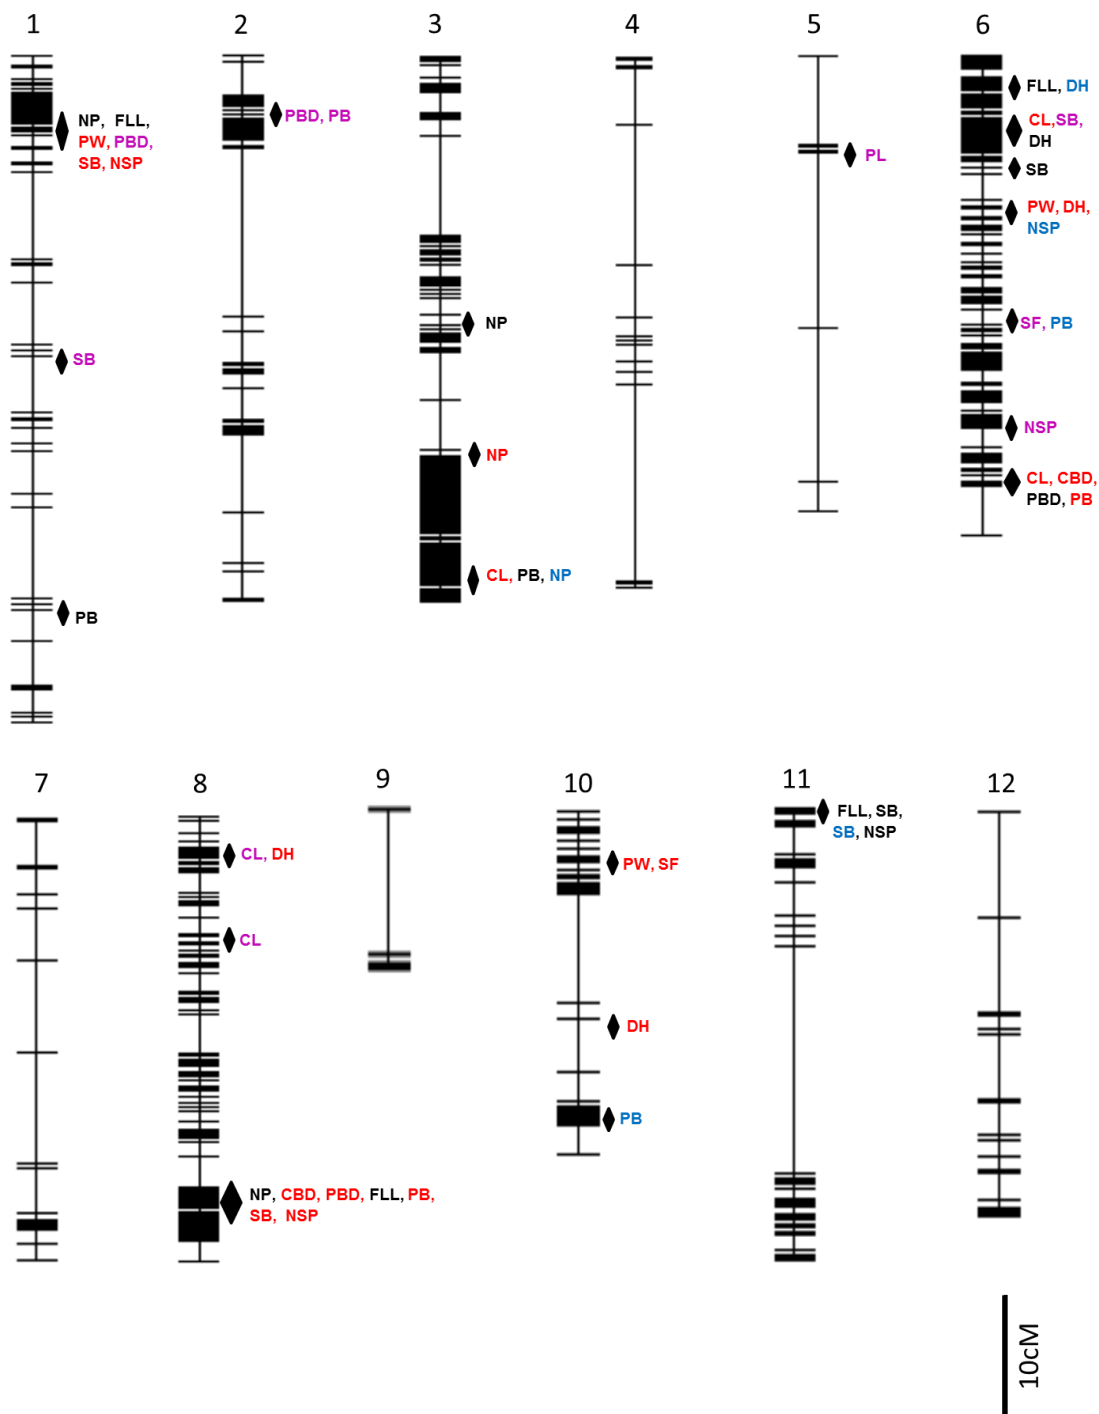 1 2 3 4 5 6
NP, FLL,
PW, PBD,
SB, NSP
SB
PB
PBD, PB
NP
NP
CL, PB, NP
PL
FLL, DH
CL,SB,
DH
SB
PW, DH,
NSP
SF, PB
NSP
CL, CBD,
PBD, PB
7 8 9 10 11 12
CL, DH
CL
NP, CBD, PBD, FLL, PB,
SB, NSP
PW, SF
DH
PB
FLL, SB,
SB, NSP
10cM